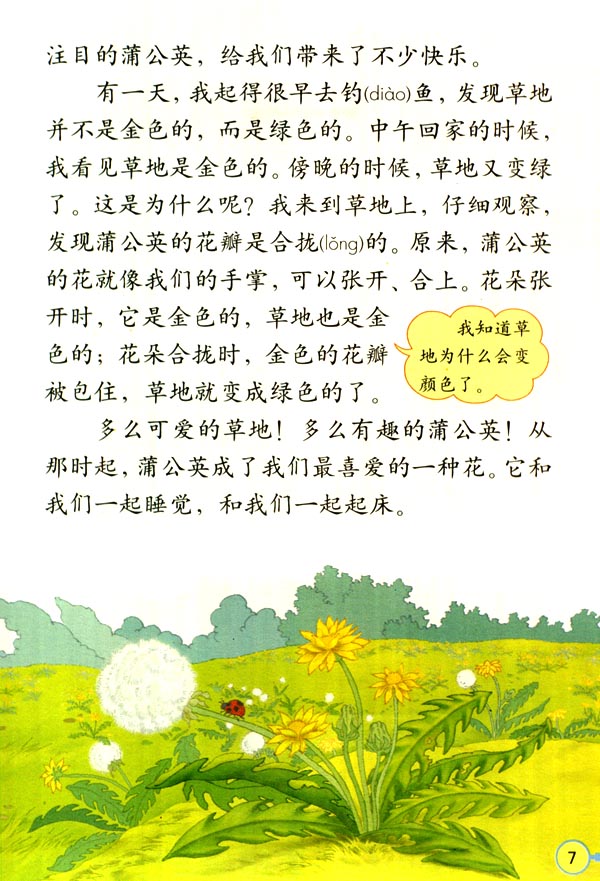 注目的蒲公英，给我们带来了不少快乐。
有一天，我起得很早去钓(diào)鱼，发现草地
并不是金色的，而是绿色的。中午回家的时候，
我看见草地是金色的。傍晚的时候，草地又变绿
了。这是为什么呢？我来到草地上，仔细观察，
发现蒲公英的花瓣是合拢(lǒng)的。原来，蒲公英
的花就像我们的手掌，可以张开、合上。花朵张
开时，它是金色的，草地也是金
色的；花朵合拢时，金色的花瓣
被包住，草地就变成绿色的了。
我知道草
地为什么会变
颜色了。
多么可爱的草地！多么有趣的蒲公英！从
那时起，蒲公英成了我们最喜爱的一种花。它和
我们一起睡觉，和我们一起起床。
7